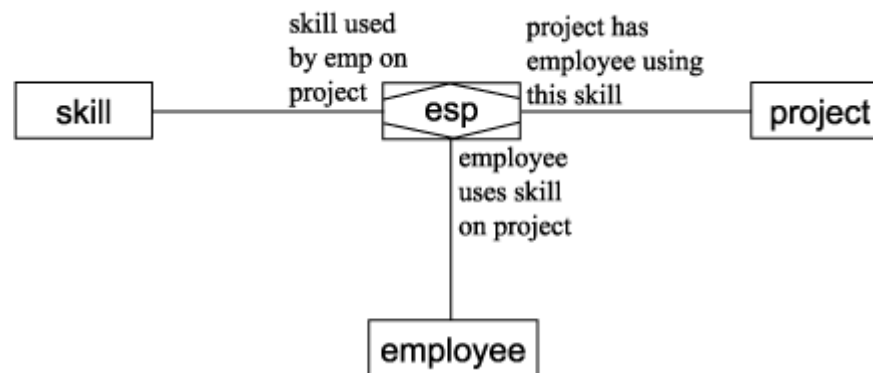 skill used
by emp on
project
project has
employee using
this skill
skill
esp
project
employee
uses skill
on project
employee